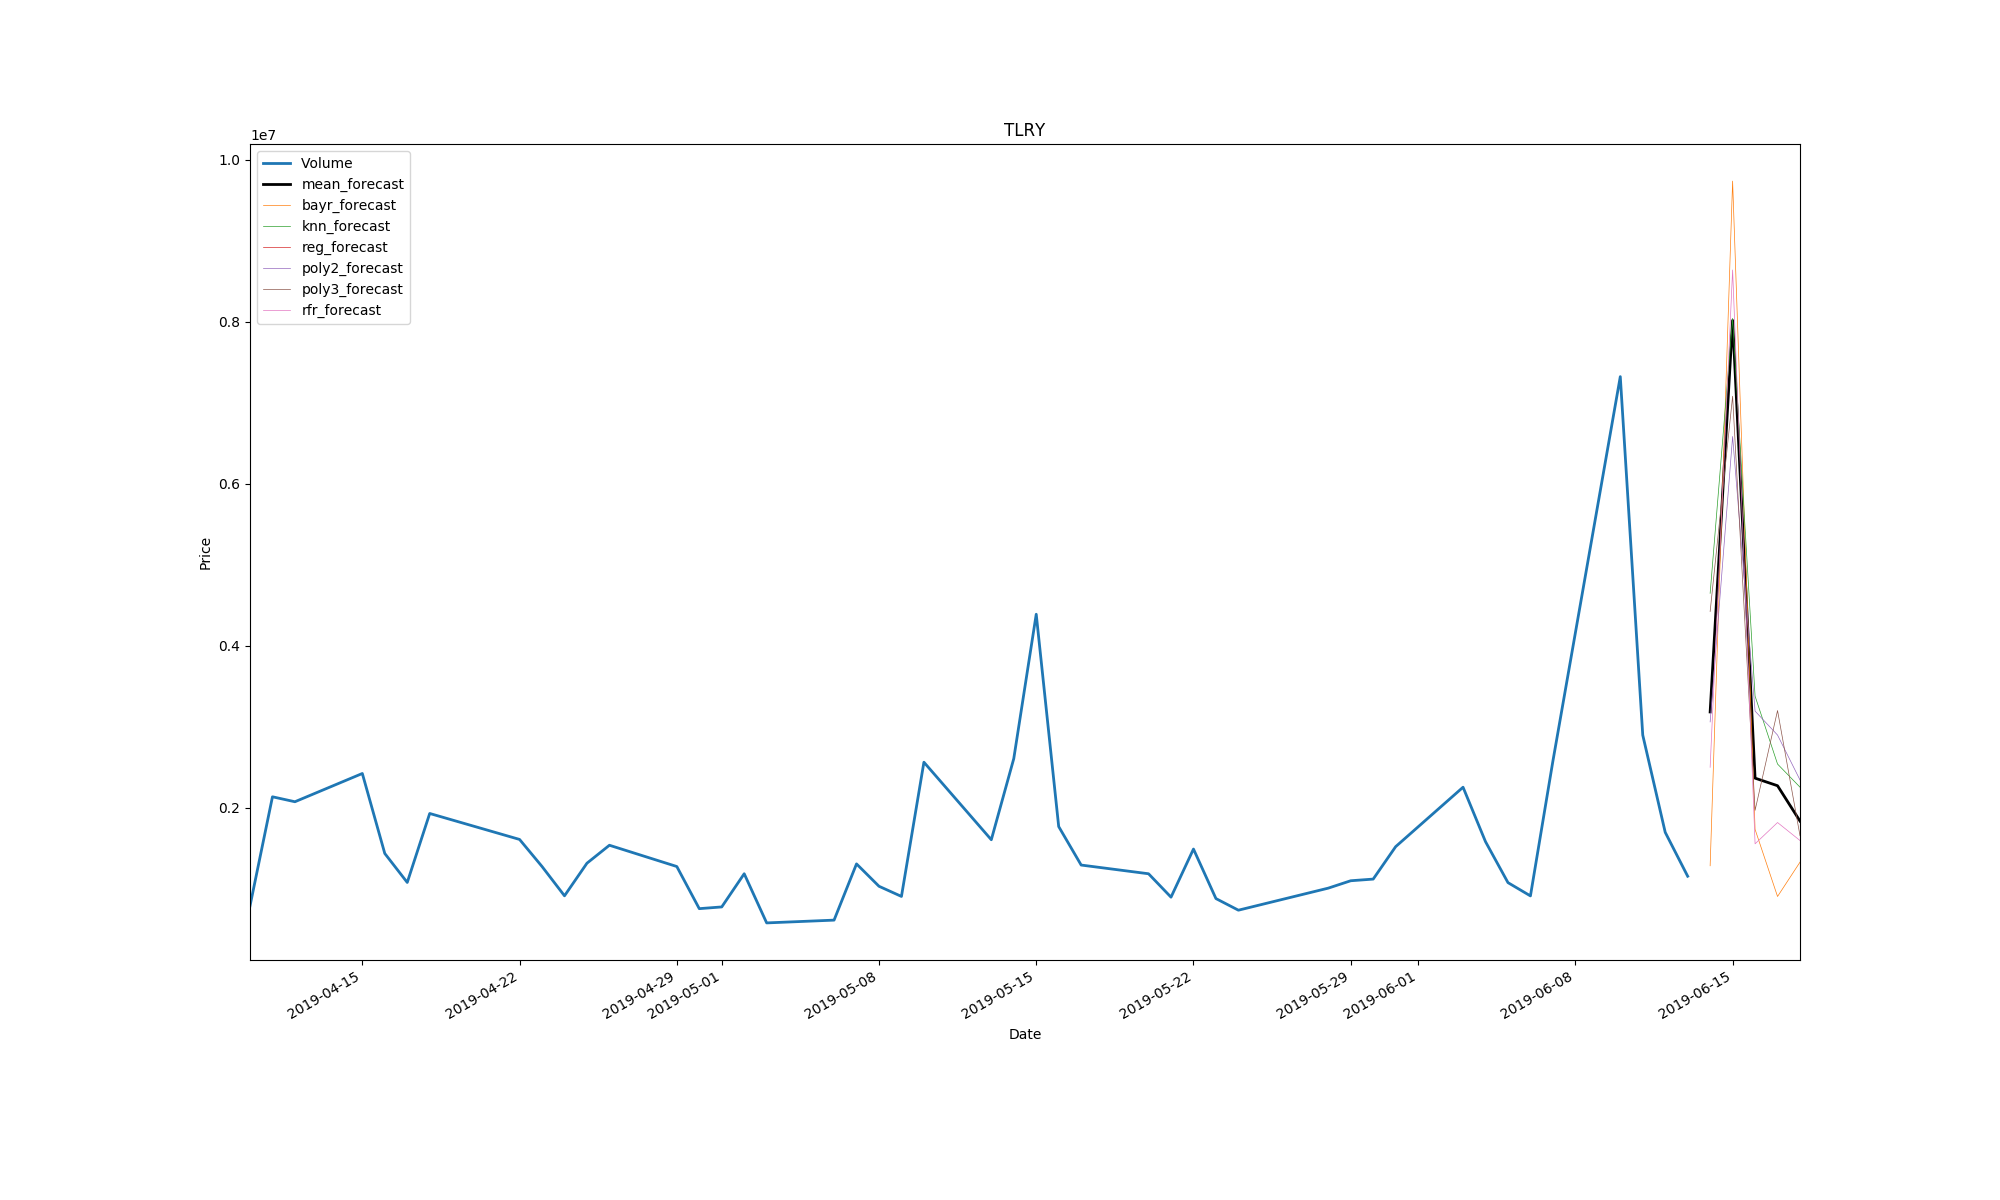 TLRY
1e7
1.0
0.8
0.6
0.4
0.2
Price
Volume
mean_forecast
bayr_forecast
knn_forecast
reg_forecast
poly2_forecast
poly3_forecast
rfr_forecast
2019-04-15
2019-04-22
2019-04-29
2019-05-01
2019-05-08
2019-05-15
2019-05-22
2019-05-29
2019-06-01
2019-06-08
2019-06-15
Date